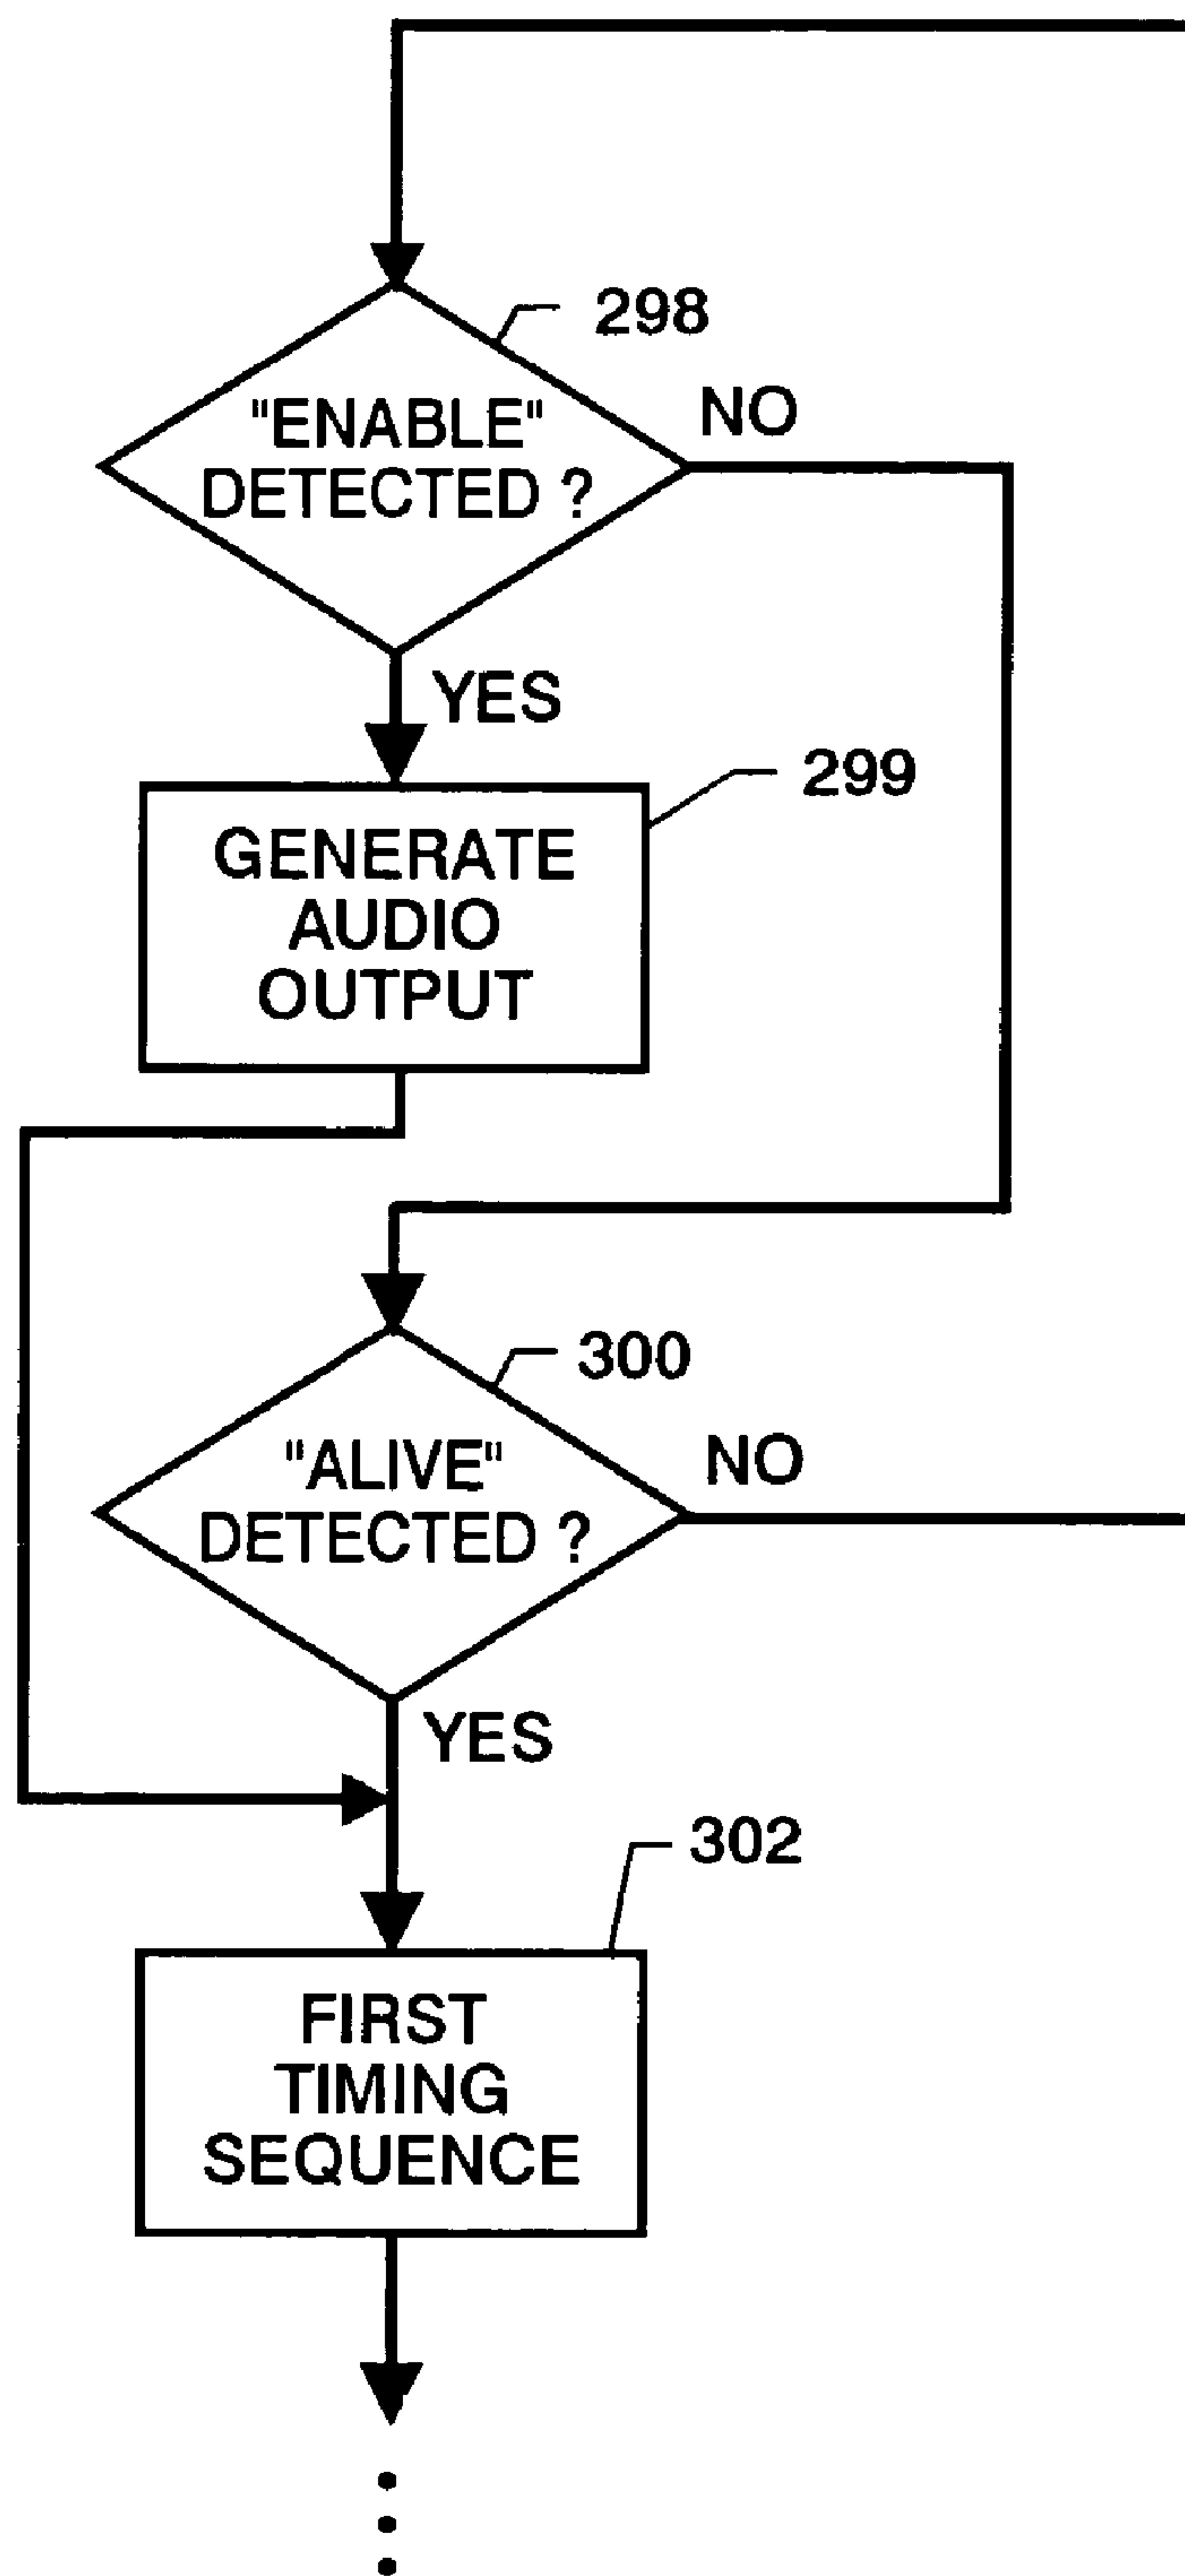 298
"ENABLE"
DETECTED ?
NO
YES
299
GENERATE
AUDIO
OUTPUT
300
"ALIVE"
DETECTED ?
NO
YES
302
FIRST
TIMING
SEQUENCE